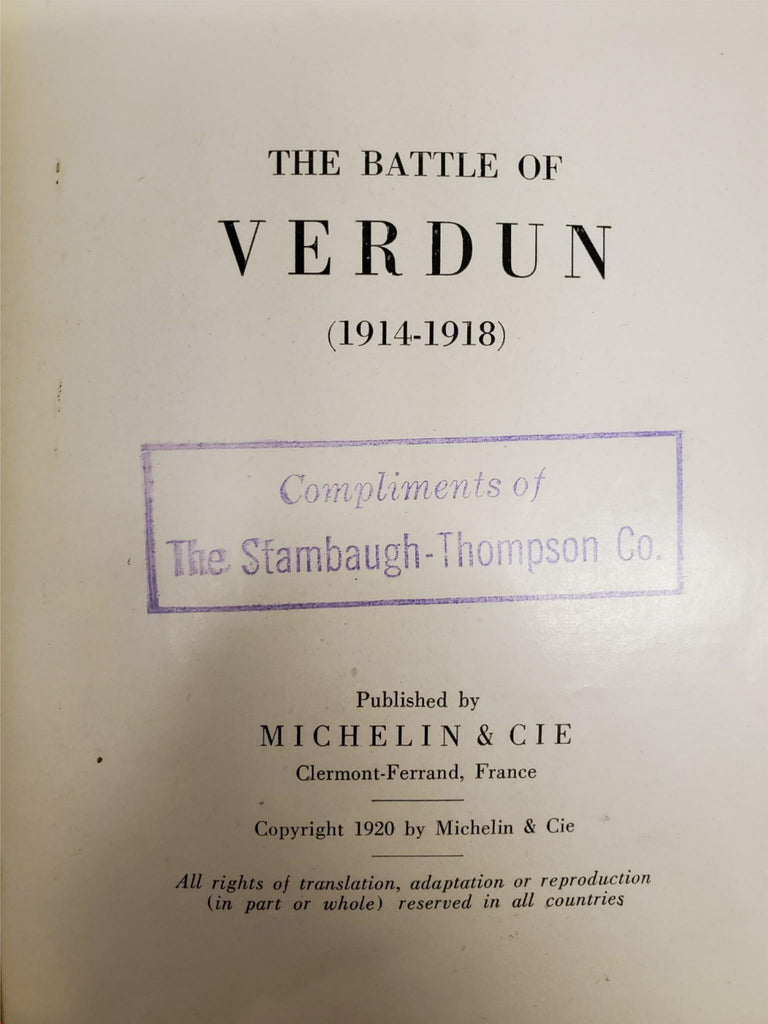 THE BATTLE OF
VERDUN
(1914-1918)
Compliments of
The Stambaugh-Thompson Co.
Published by
MICHELIN & CIE
Clermont-Ferrand, France
Copyright 1920 by Michelin & Cie
All rights of translation, adaptation or reproduction
(in part or whole) reserved in all countries